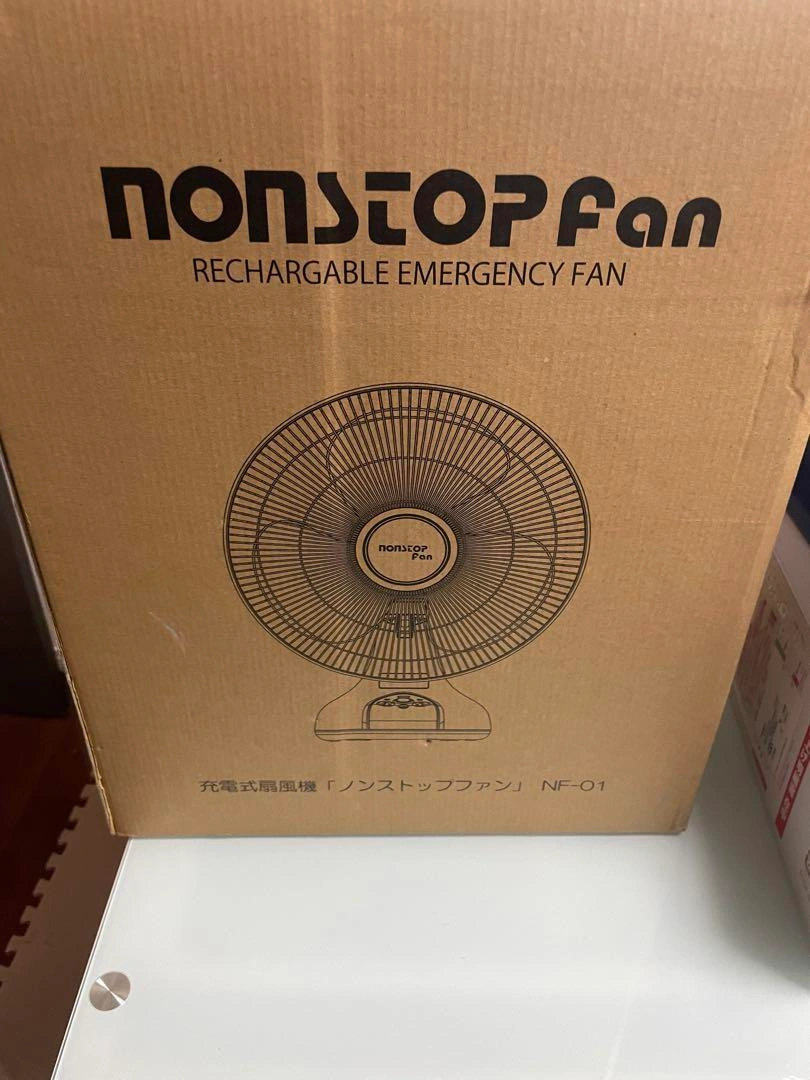 nonstop Fan
RECHARGABLE EMERGENCY FAN
nonstop
Fan
充電式扇風機「ノンストップファン」 NF-01